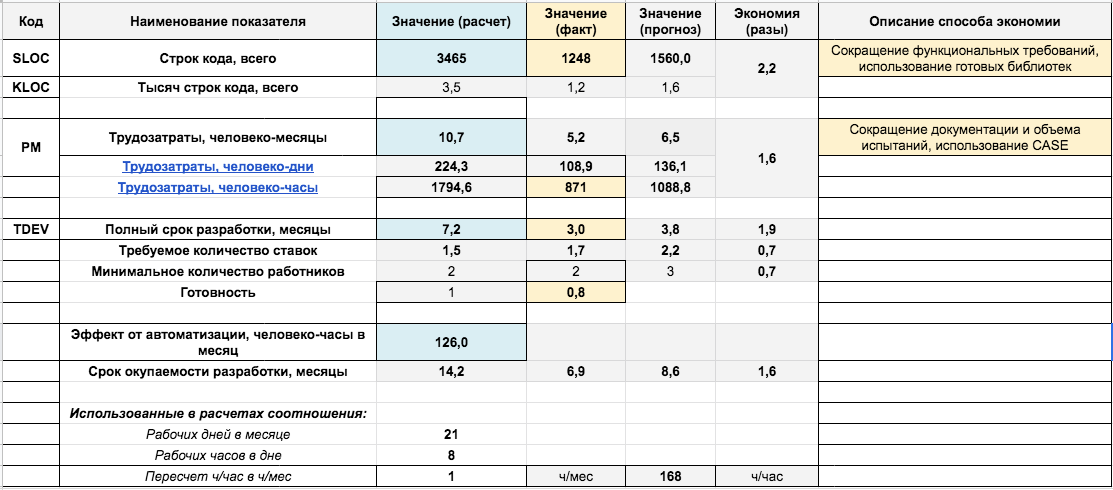 Код Наименование показателя Значение (расчет) Значение (факт) Значение (прогноз) Экономия (разы) Описание способа экономии
SLOC Строк кода, всего 3465 1248 1560,0 2,2 Сокращение функциональных требований, использование готовых библиотек
KLOC Тысяч строк кода, всего 3,5 1,2 1,6
PM Трудозатраты, человеко-месяцы 10,7 5,2 6,5 1,6 Сокращение документации и объема испытаний, использование CASE
Трудозатраты, человеко-дни 224,3 108,9 136,1
Трудозатраты, человеко-часы 1794,6 871 1088,8
TDEV Полный срок разработки, месяцы 7,2 3,0 3,8 1,9
Требуемое количество ставок 1,5 1,7 2,2 0,7
Минимальное количество работников 2 2 3 0,7
Готовность 1 0,8
Эффект от автоматизации, человеко-часы в месяц 126,0
Срок окупаемости разработки, месяцы 14,2 6,9 8,6 1,6
Использованные в расчетах соотношения:
Рабочих дней в месяце 21
Рабочих часов в дне 8
Пересчет ч/час в ч/мес 1 ч/мес 168 ч/час